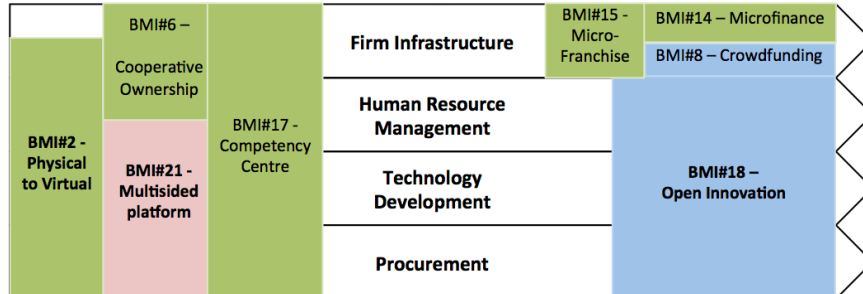 BMI#2 -
Physical
to Virtual
BMI#6 –
Cooperative
Ownership
BMI#21 -
Multisided
platform
BMI#17 -
Competency
Centre
Firm Infrastructure
Human Resource
Management
Technology
Development
Procurement
BMI#15 -
Micro-
Franchise
BMI#14 – Microfinance
BMI#8 – Crowdfunding
BMI#18 –
Open Innovation